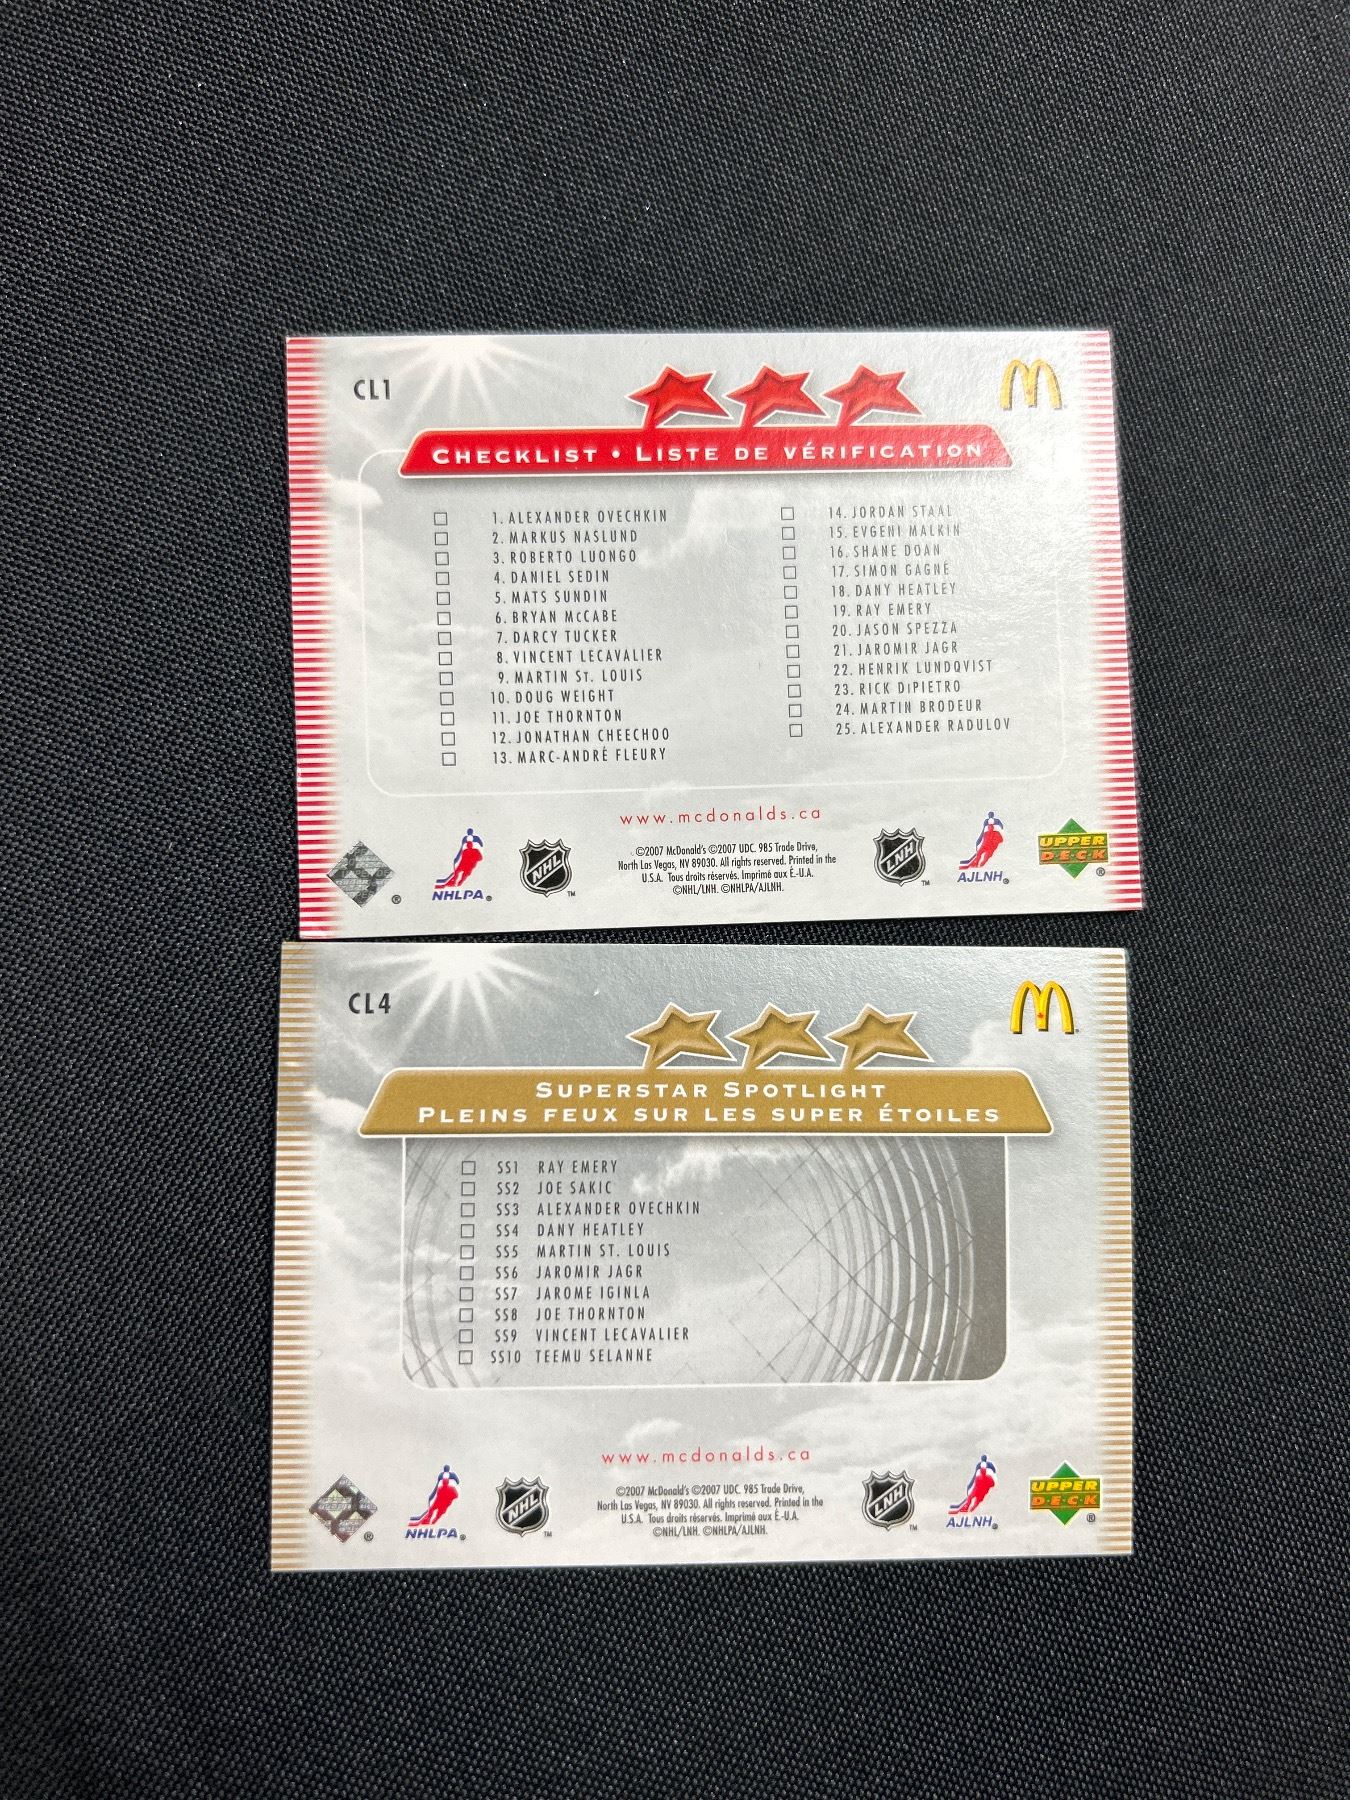 CL1
CHECKLIST • LISTE DE VÉRIFICATION
1. ALEXANDER OVECHKIN
2. MARKUS NASLUND
3. ROBERTO LUONGO
4. DANIEL SEDIN
5. MATS SUNDIN
6. BRYAN McCABE
7. DARCY TUCKER
8. VINCENT LECAVALIER
9. MARTIN ST. LOUIS
10. DOUG WEIGHT
11. JOE THORNTON
12. JONATHAN CHEECHOO
13. MARC-ANDRÉ FLEURY
14. JORDAN STAAL
15. EVGENI MALKIN
16. SHANE DOAN
17. SIMON GAGNÉ
18. DANY HEATLEY
19. RAY EMERY
20. JASON SPEZZA
21. JAROMIR JAGR
22. HENRIK LUNDQVIST
23. RICK DiPIETRO
24. MARTIN BRODEUR
25. ALEXANDER RADULOV
www.mcdonalds.ca
©2007 McDonald's ©2007 UDC. 985 Trade Drive,
North Las Vegas, NV 89030. All rights reserved. Printed in the
U.S.A. Tous droits réservés. Imprimé aux É.-U.A.
©NHL/LNH. ©NHLPA/AJLNH.
NHLPA®
NHL™
LNH™
AJLNH®
UPPER
DECK®
CL4
SUPERSTAR SPOTLIGHT
PLEINS FEUX SUR LES SUPER ÉTOILES
SS1 RAY EMERY
SS2 JOE SAKIC
SS3 ALEXANDER OVECHKIN
SS4 DANY HEATLEY
SS5 MARTIN ST. LOUIS
SS6 JAROMIR JAGR
SS7 JAROME IGINLA
SS8 JOE THORNTON
SS9 VINCENT LECAVALIER
SS10 TEEMU SELANNE
www.mcdonalds.ca
©2007 McDonald's ©2007 UDC. 985 Trade Drive,
North Las Vegas, NV 89030. All rights reserved. Printed in the
U.S.A. Tous droits réservés. Imprimé aux É.-U.A.
©NHL/LNH. ©NHLPA/AJLNH.
NHLPA®
NHL™
LNH™
AJLNH®
UPPER
DECK®